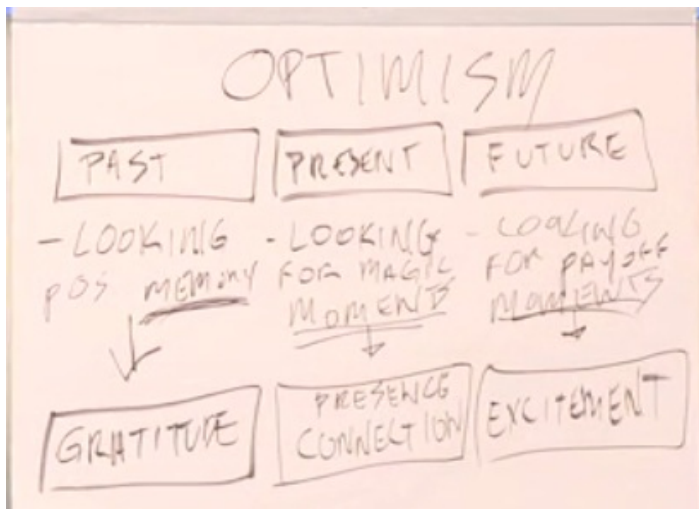 OPTIMISM
PAST PRESENT FUTURE
- LOOKING - LOOKING - LOOKING
POS MEMORY FOR MAGIC FOR PAYOFF
MOMENTS MOMENTS
GRATITUDE PRESENCE CONNECTION EXCITEMENT